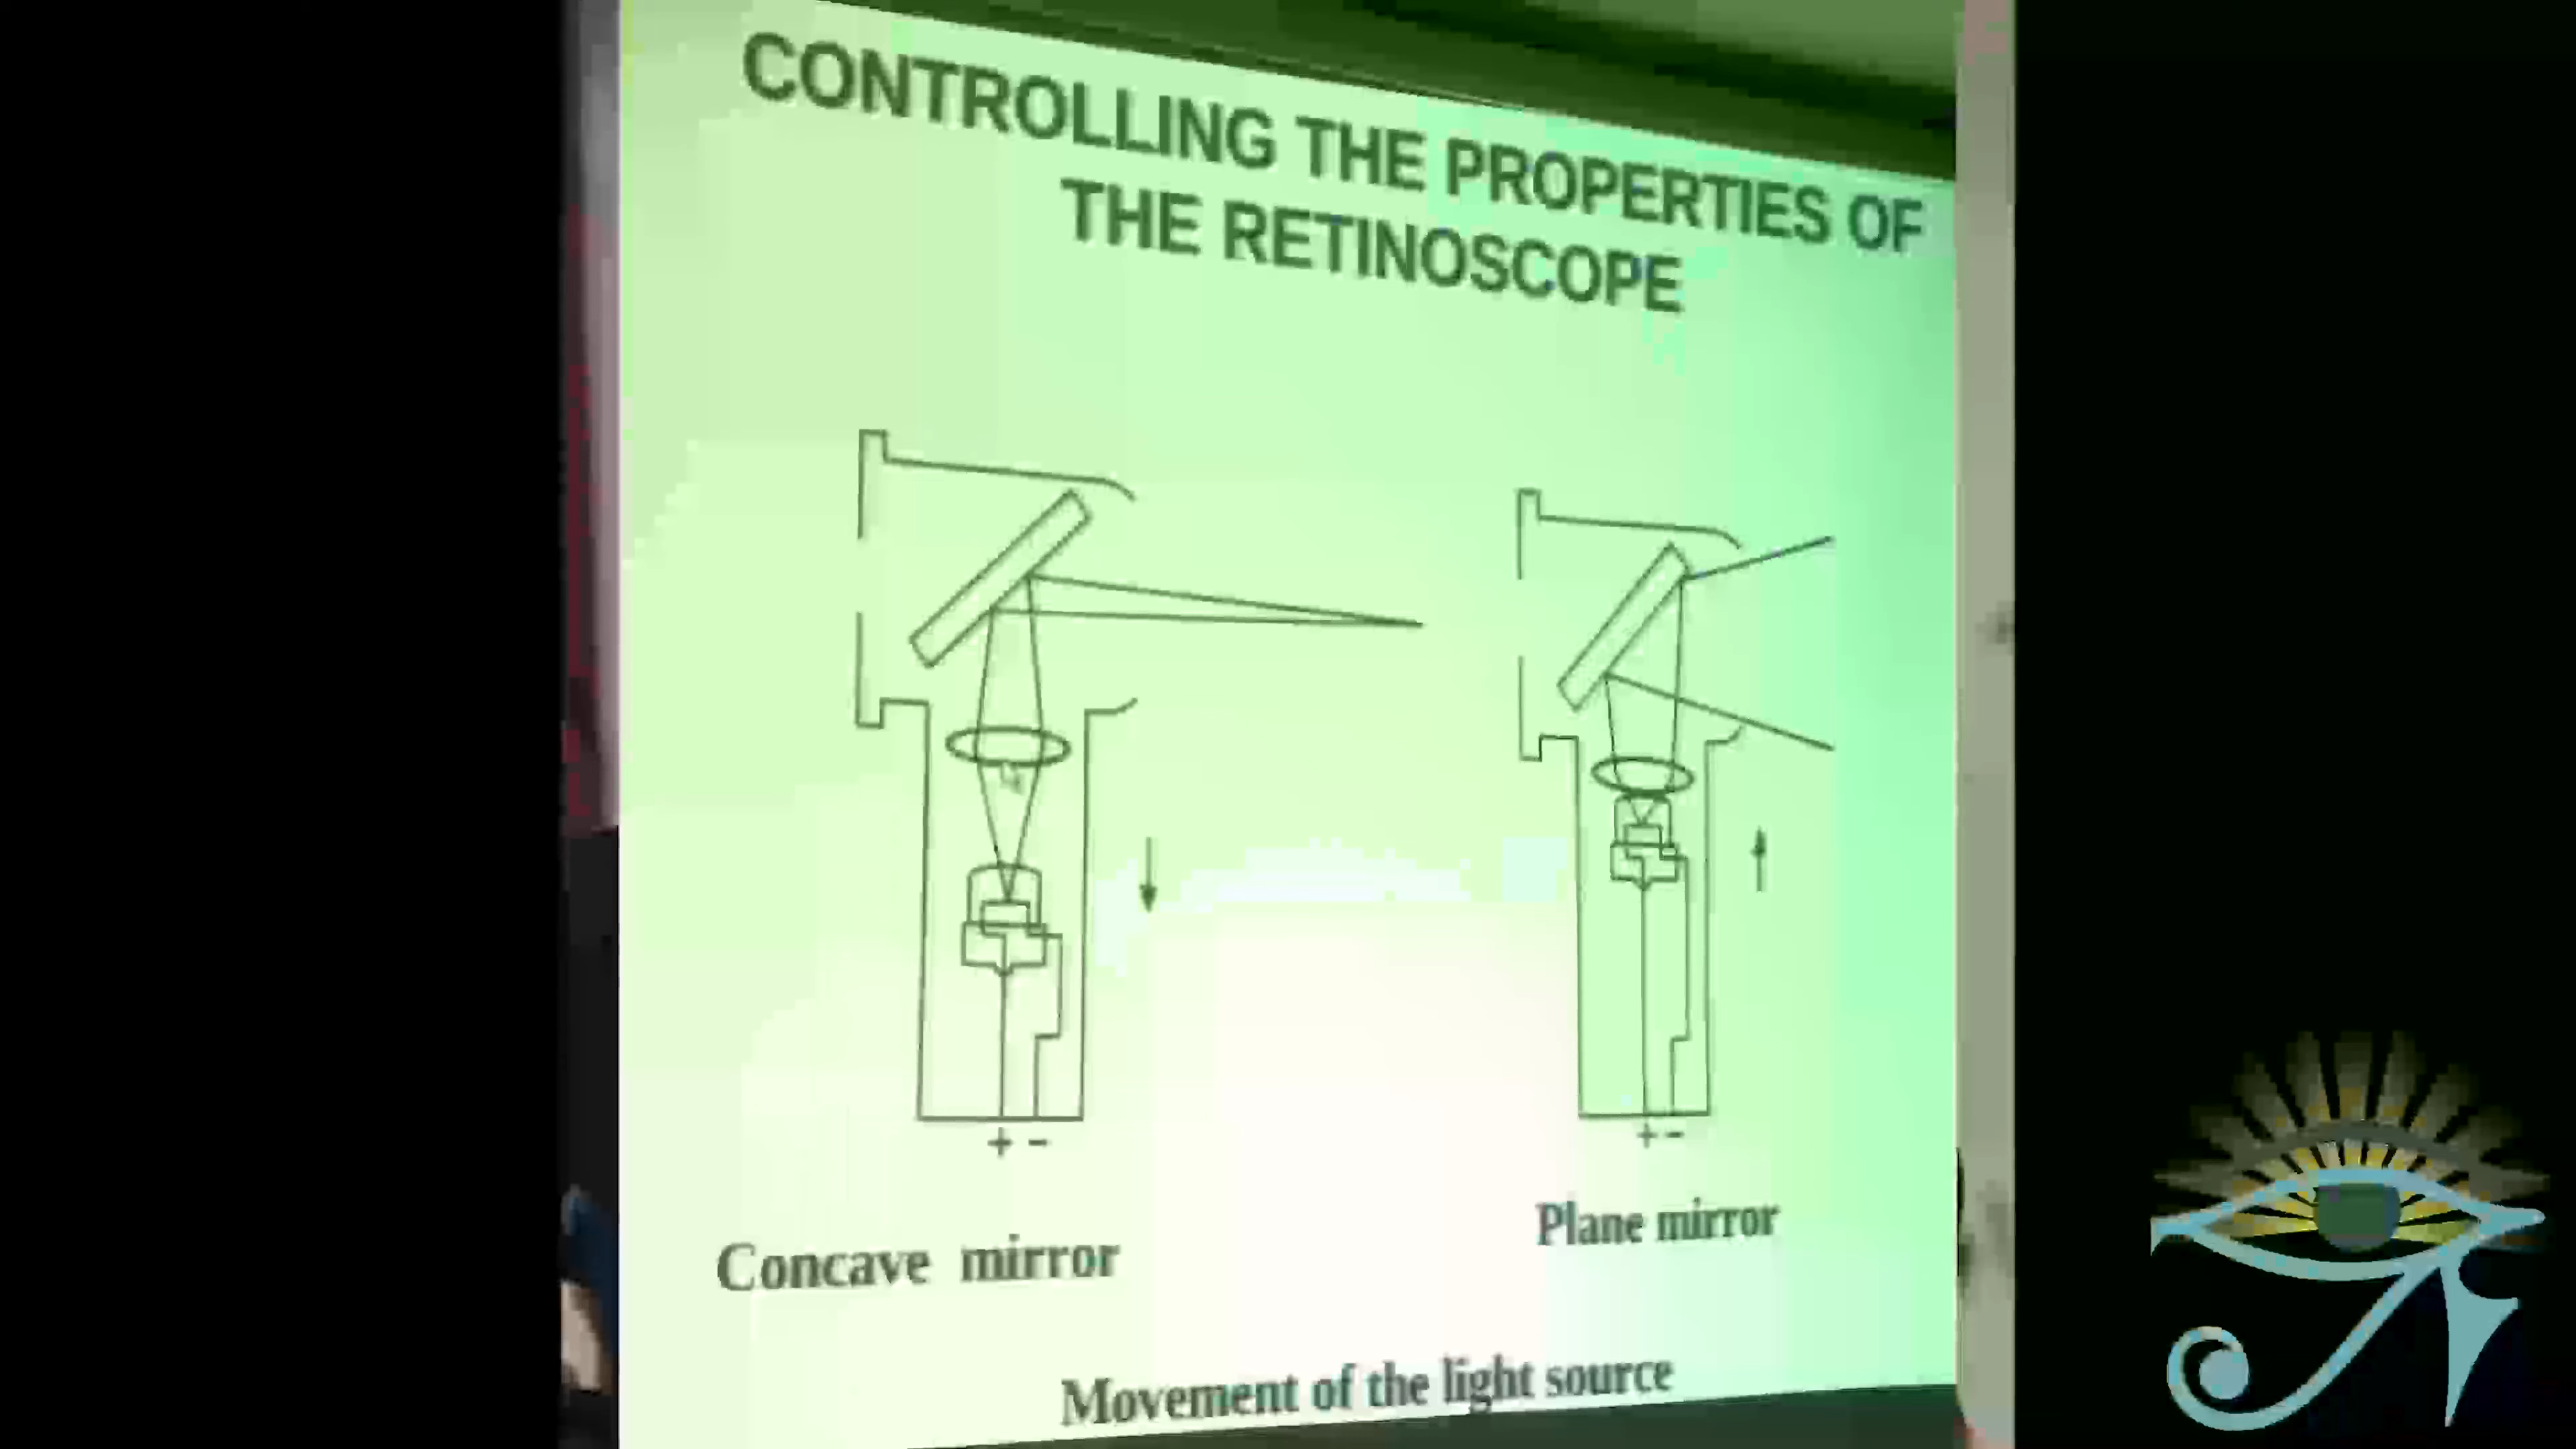 CONTROLLING THE PROPERTIES OF
THE RETINOSCOPE
+ -
+ -
Concave mirror
Plane mirror
Movement of the light source